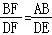 BF/DF = AB/DE